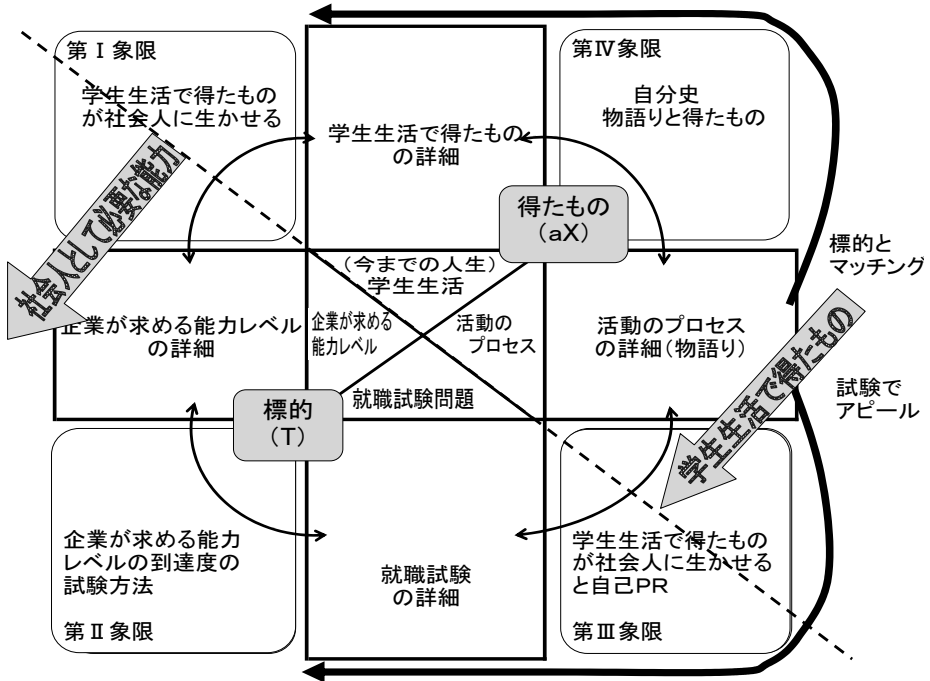 第Ⅰ象限
学生生活で得たもの
が社会人に生かせる
学生生活で得たもの
の詳細
第Ⅳ象限
自分史
物語りと得たもの
社会人として必要な能力
得たもの
（aX）
標的と
マッチング
（今までの人生）
学生生活
企業が求める能力レベル
の詳細
企業が求める
能力レベル
活動の
プロセス
活動のプロセス
の詳細（物語り）
学生生活で得たもの
就職試験問題
標的
（T）
試験で
アピール
企業が求める能力
レベルの到達度の
試験方法
第Ⅱ象限
就職試験
の詳細
学生生活で得たもの
が社会人に生かせる
と自己PR
第Ⅲ象限